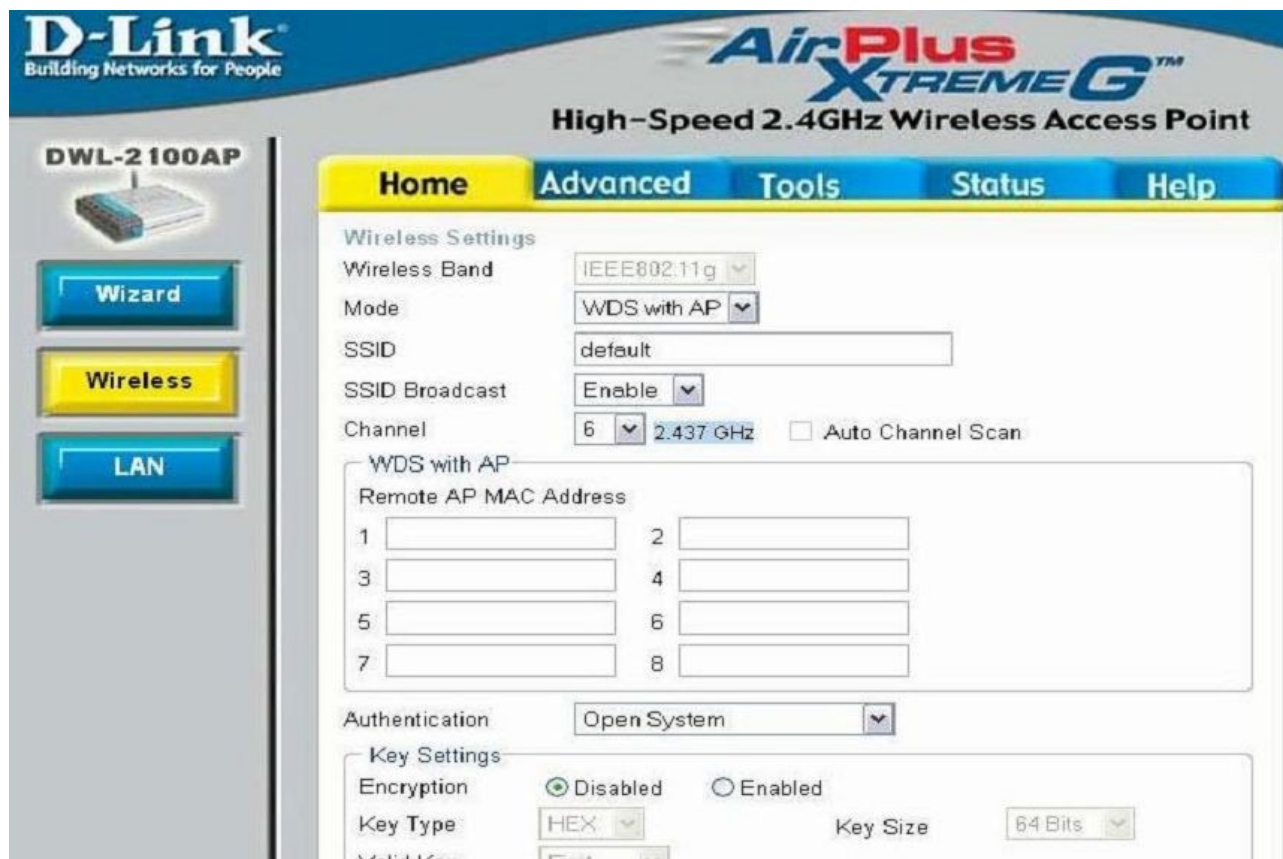 D-Link
Building Networks for People
AirPlus
XTREME G™
High-Speed 2.4GHz Wireless Access Point
DWL-2100AP
Wizard
Wireless
LAN
Home Advanced Tools Status Help
Wireless Settings
Wireless Band IEEE802.11g
Mode WDS with AP
SSID default
SSID Broadcast Enable
Channel 6 2.437 GHz Auto Channel Scan
WDS with AP
Remote AP MAC Address
1 2
3 4
5 6
7 8
Authentication Open System
Key Settings
Encryption Disabled Enabled
Key Type HEX Key Size 64 Bits